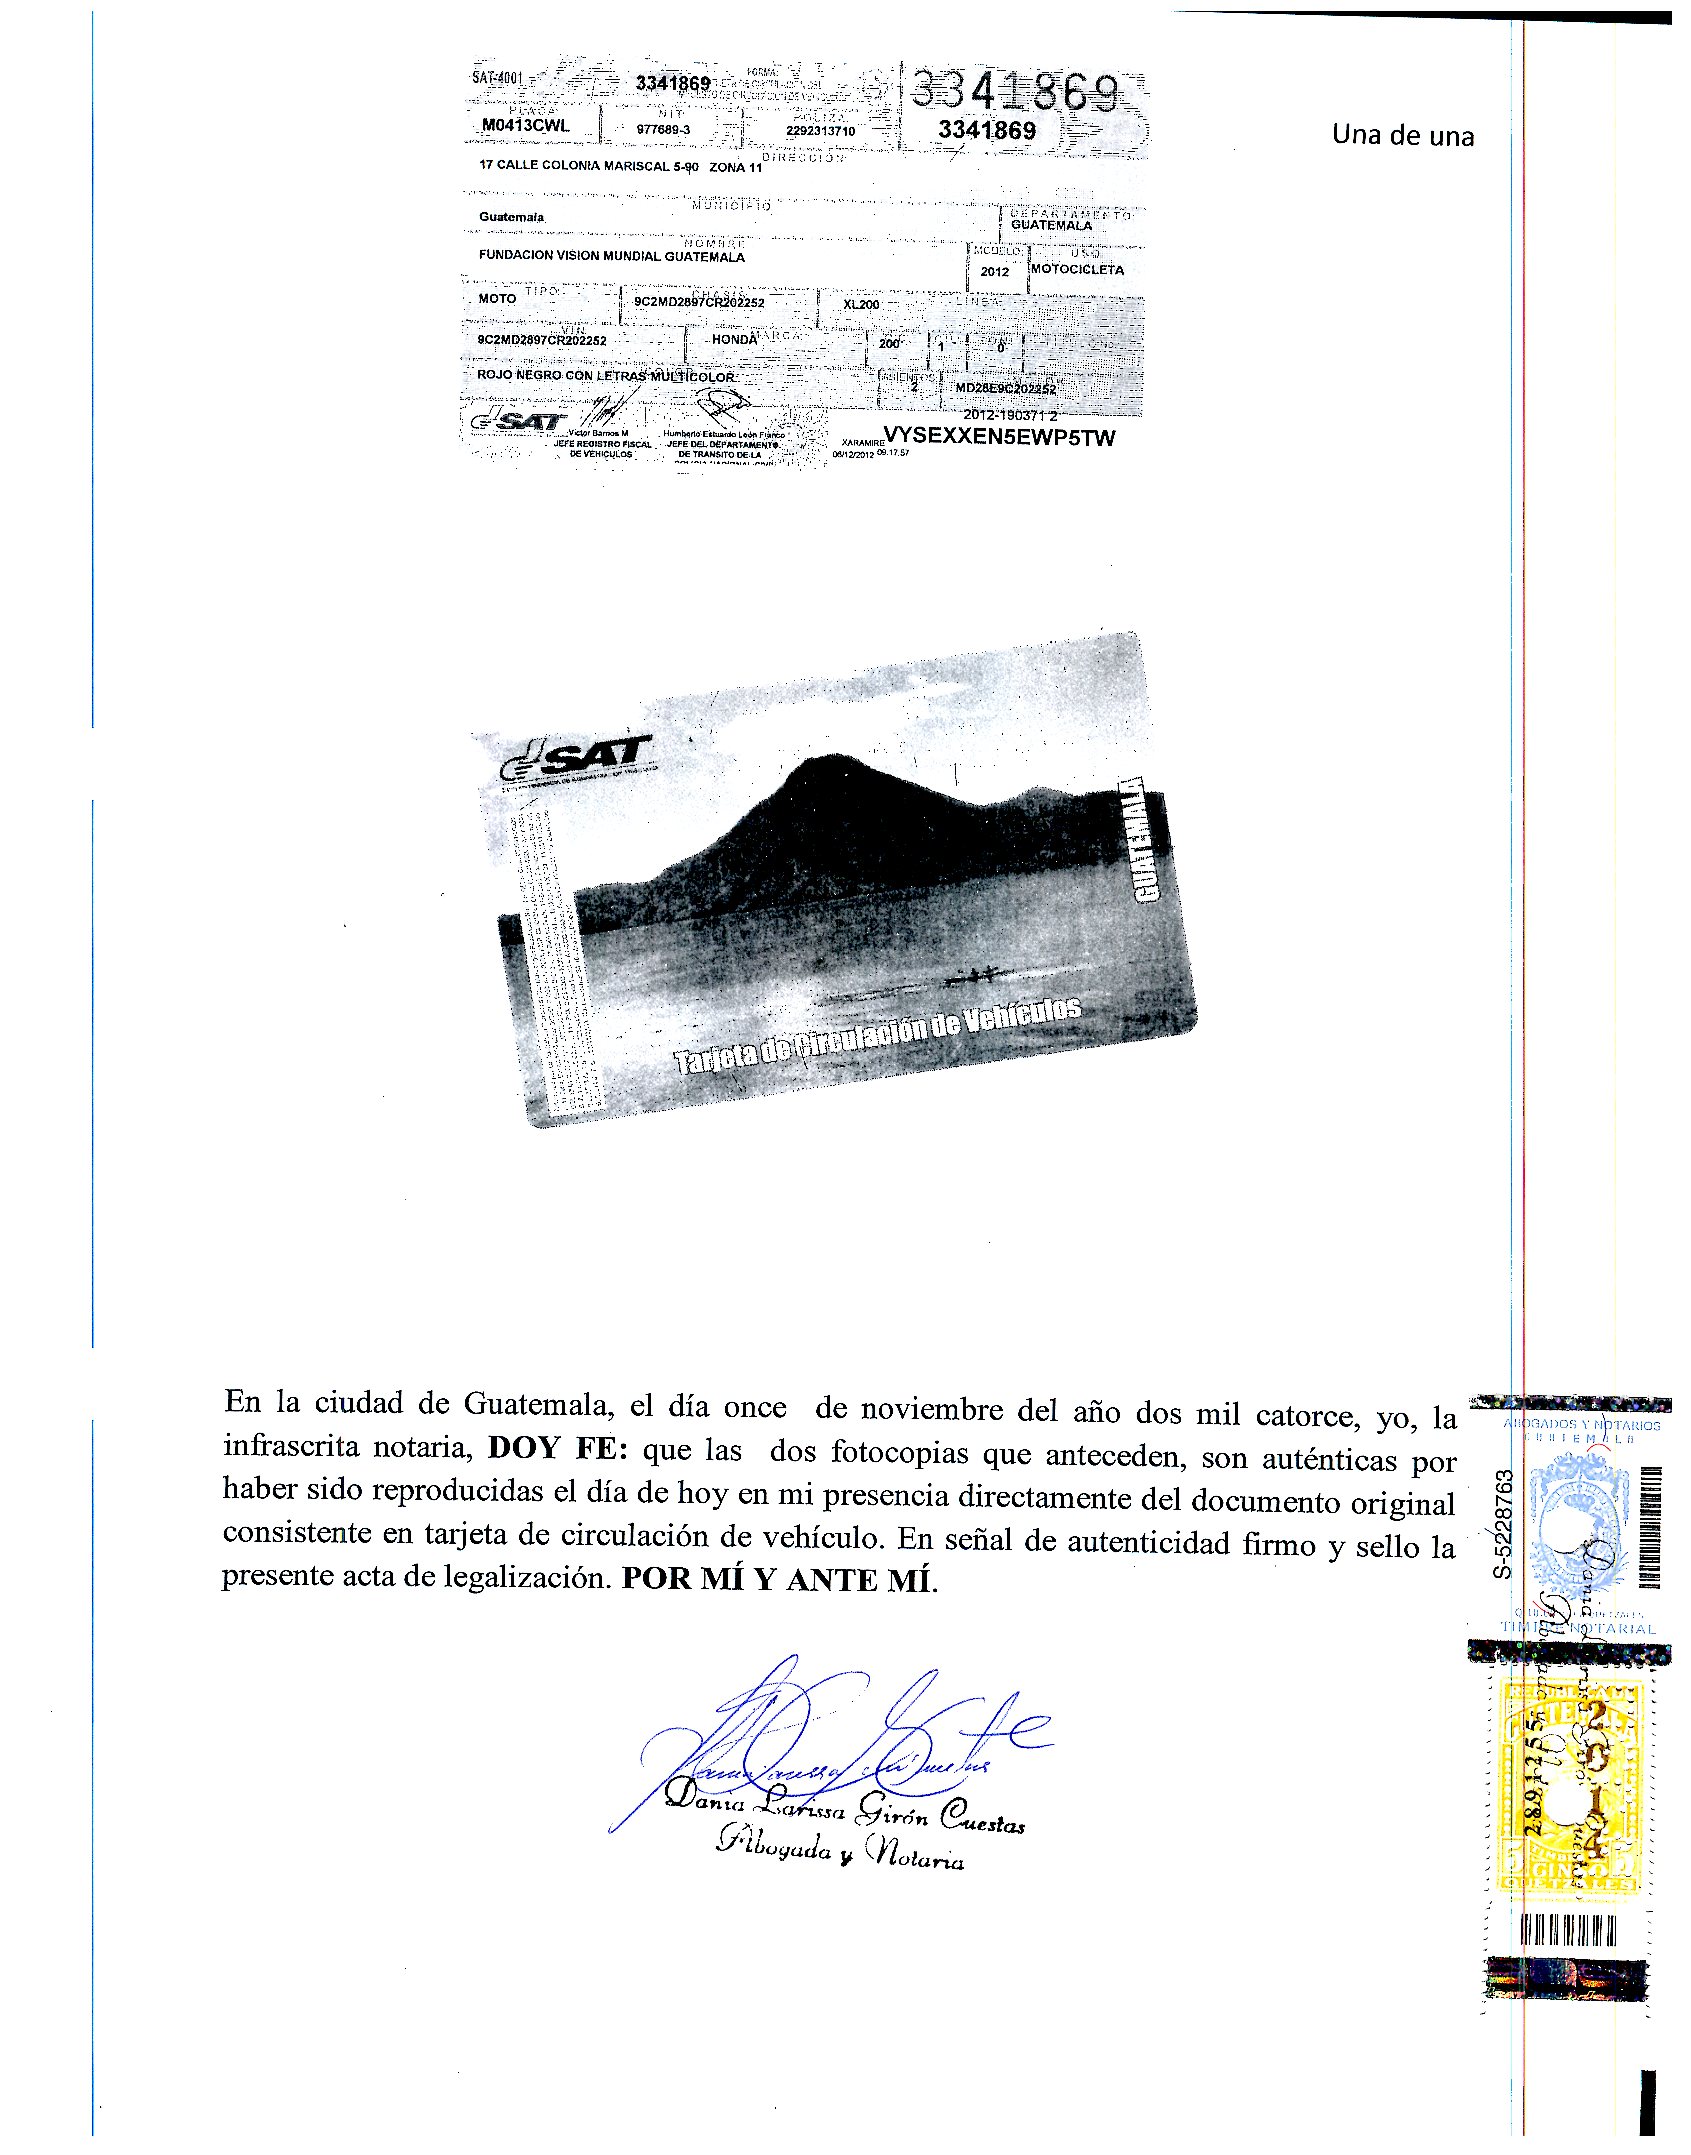 SAT-4001
3341869
FORMA:
3341869
3341869
PLACA
NIT
POLIZA
M0413CWL
977689-3
2292313710
Una de una
DIRECCIÓN
17 CALLE COLONIA MARISCAL 5-90 ZONA 11
MUNICIPIO
DEPARTAMENTO
Guatemala
GUATEMALA
NOMBRE
MODELO
USO
FUNDACION VISION MUNDIAL GUATEMALA
2012
MOTOCICLETA
TIPO
CHASIS
LINEA
MOTO
9C2MD2897CR202252
XL200
VIN
MARCA
9C2MD2897CR202252
HONDA
200
1
0
ROJO NEGRO CON LETRAS MULTICOLOR
ASIENTOS
2
MD28E9C202252
2012-190371 2
SAT
Victor Barrios M
JEFE REGISTRO FISCAL
DE VEHICULOS
Humberto Estuardo León Franco
JEFE DEL DEPARTAMENTO
DE TRANSITO DE LA
XARAMIRE
VYSEXXEN5EWP5TW
06/12/2012 09.17.57
SAT
GUATEMALA
Tarjeta de Circulación de Vehículos
En la ciudad de Guatemala, el día once de noviembre del año dos mil catorce, yo, la
infrascrita notaria, DOY FE: que las dos fotocopias que anteceden, son auténticas por
haber sido reproducidas el día de hoy en mi presencia directamente del documento original
consistente en tarjeta de circulación de vehículo. En señal de autenticidad firmo y sello la
presente acta de legalización. POR MÍ Y ANTE MÍ.
Dania Larissa Girón Cuestas
Abogada y Notaria
ABOGADOS Y NOTARIOS
GUATEMALA
S-5228763
TIMBRE NOTARIAL
REPUBLICA DE
GUATEMALA
2891255
2014
5 CINCO 5
QUETZALES